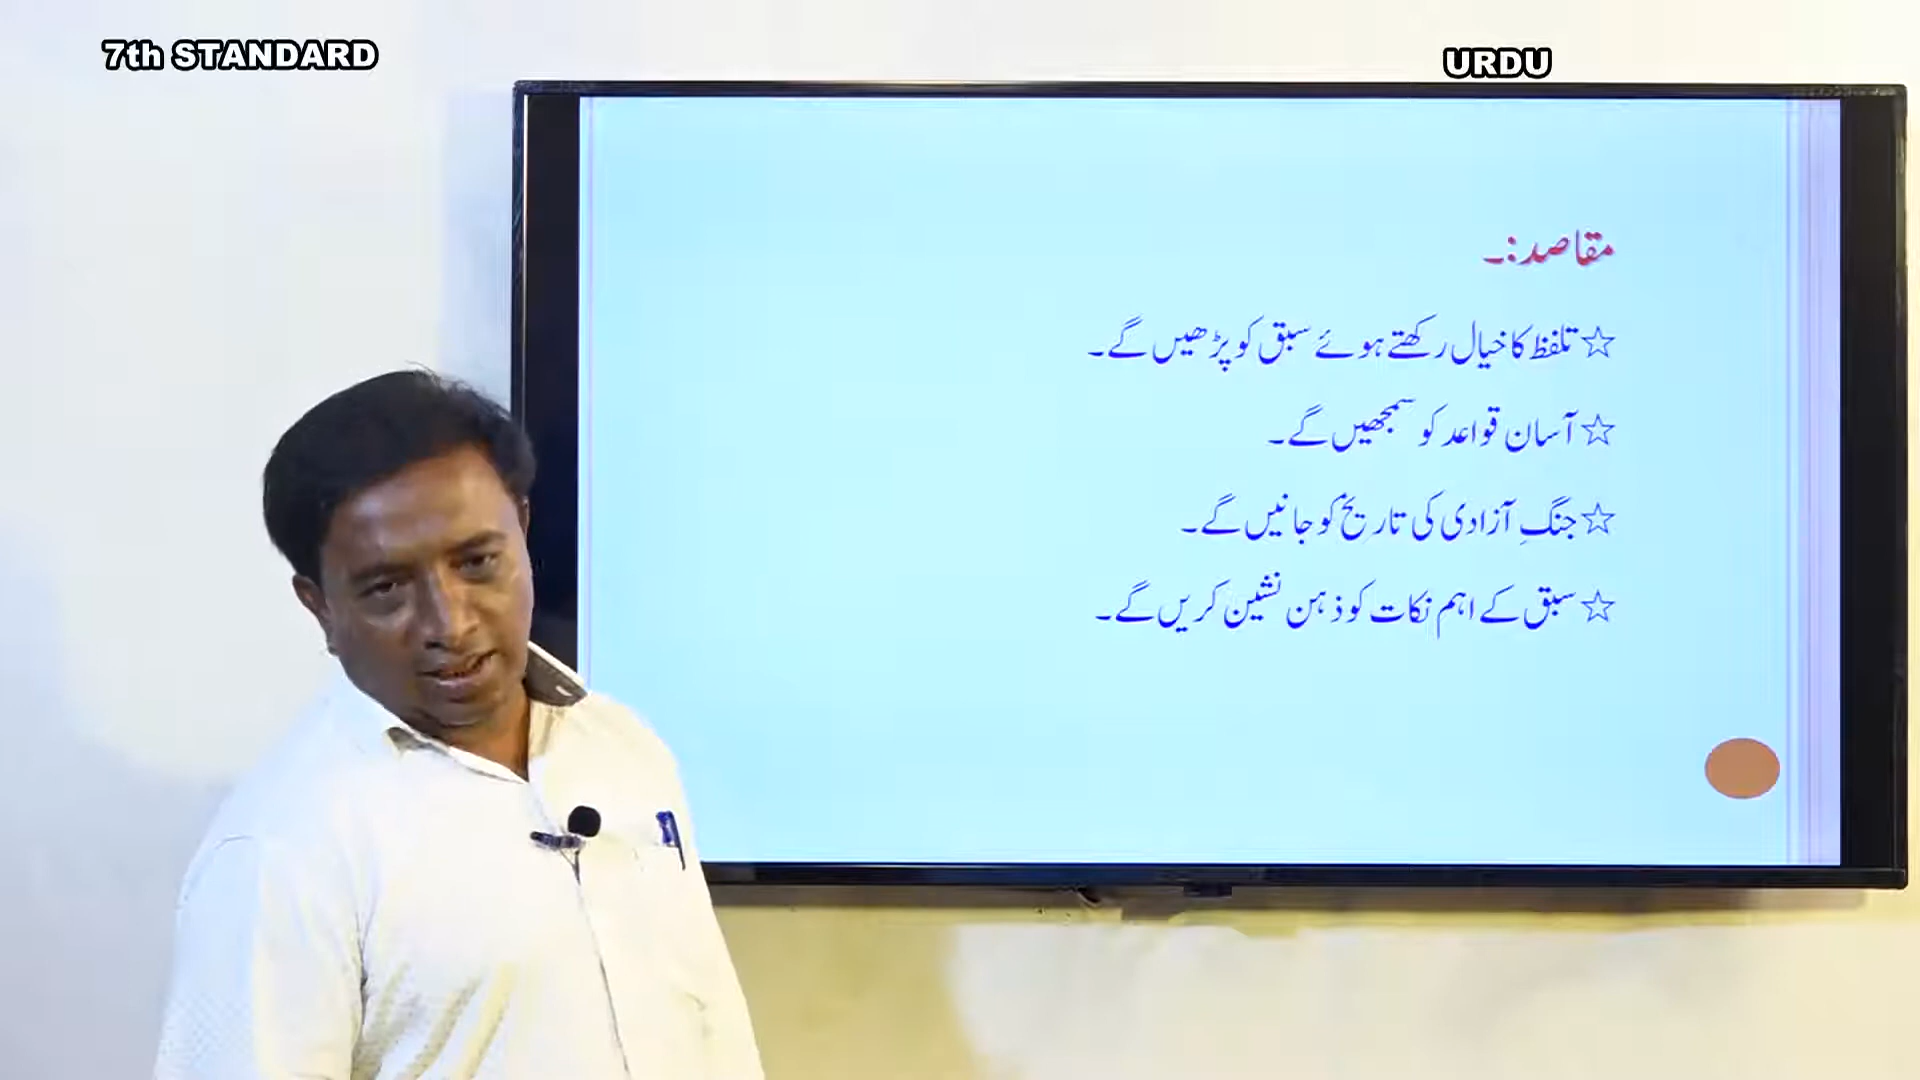 7th STANDARD
URDU
مقاصد:۔
☆ تلفظ کا خیال رکھتے ہوئے سبق کو پڑھیں گے۔
☆ آسان قواعد کو سمجھیں گے۔
☆ جنگِ آزادی کی تاریخ کو جانیں گے۔
☆ سبق کے اہم نکات کو ذہن نشین کریں گے۔